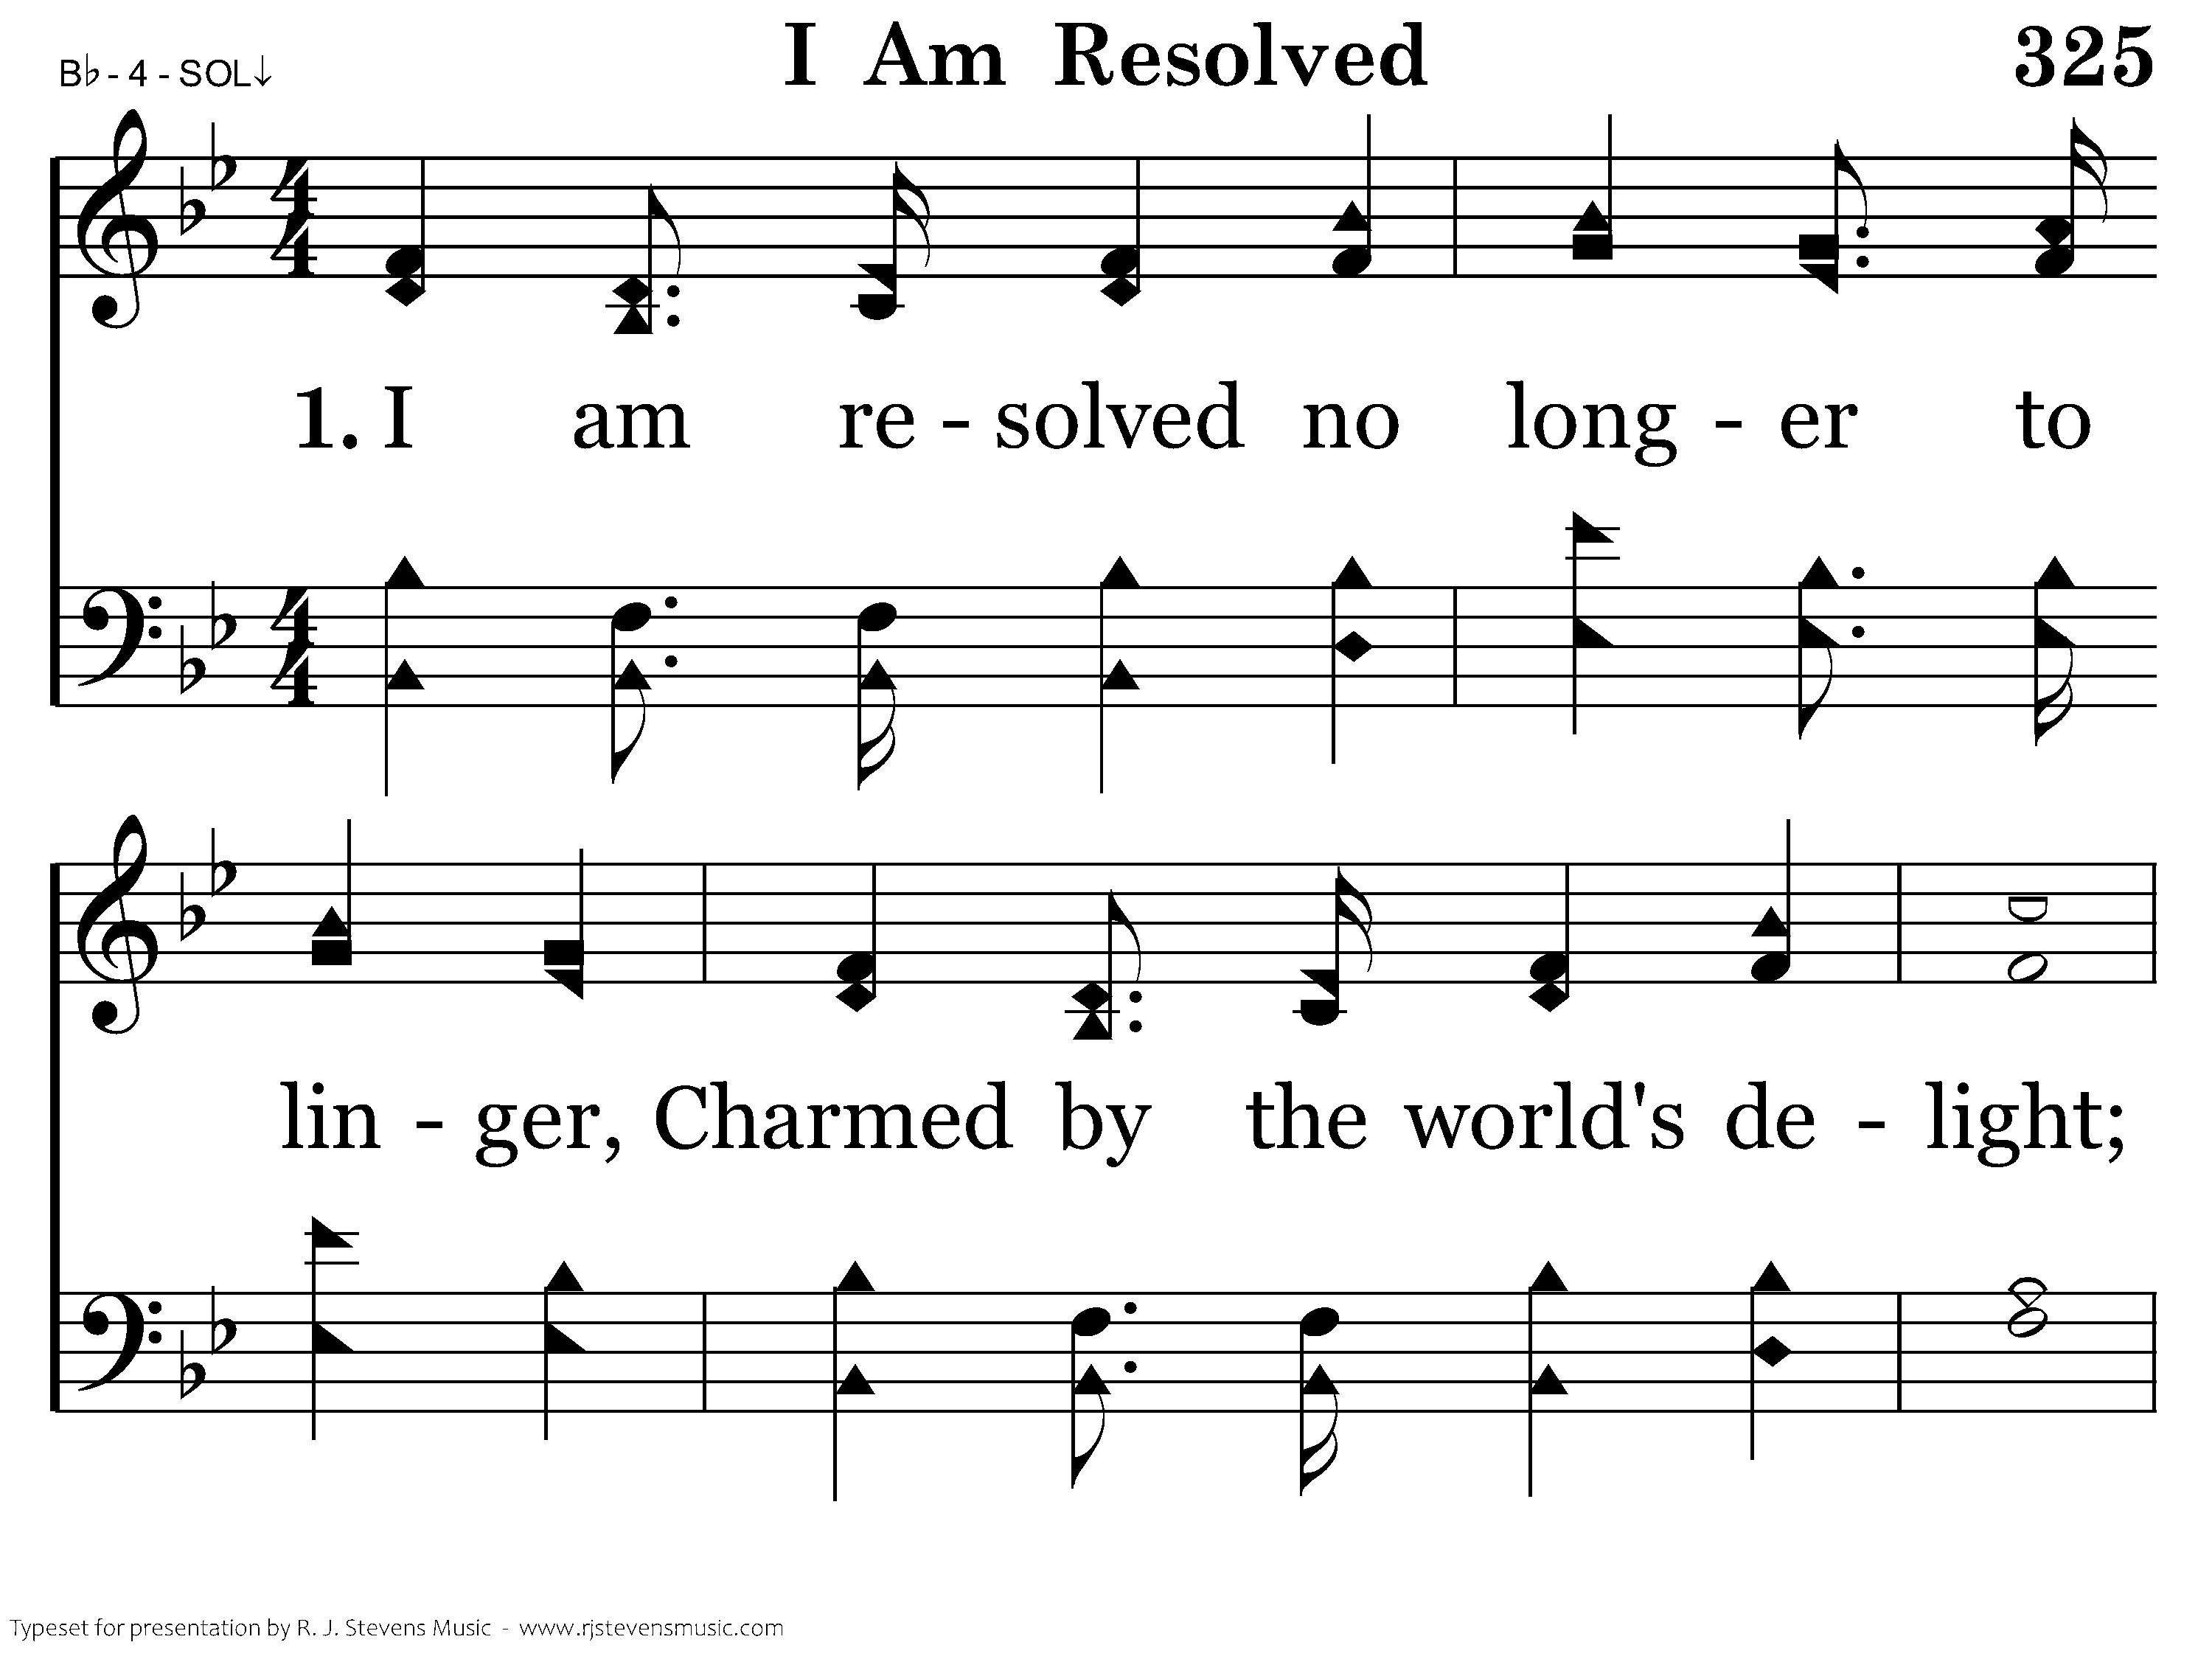 I Am Resolved 325
B♭ - 4 - SOL↓
1. I am re - solved no long - er to
lin - ger, Charmed by the world's de - light;
Typeset for presentation by R. J. Stevens Music - www.rjstevensmusic.com